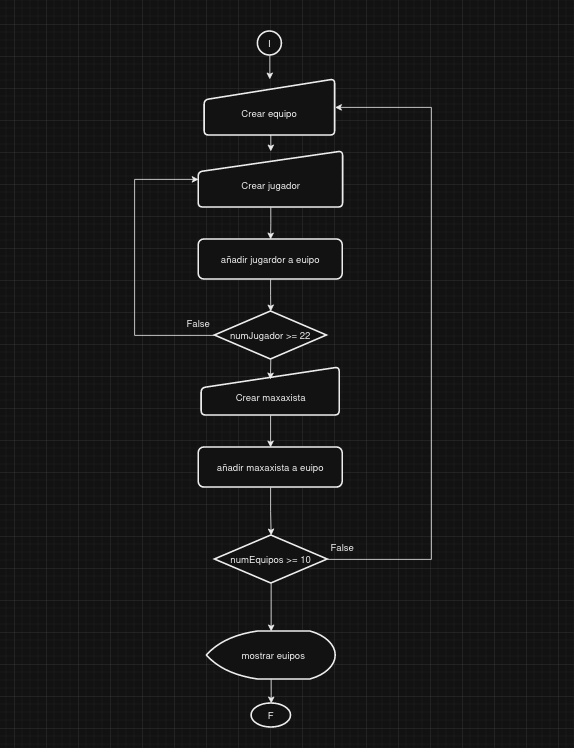 I
Crear equipo
Crear jugador
añadir jugardor a euipo
False
numJugador >= 22
Crear maxaxista
añadir maxaxista a euipo
False
numEquipos >= 10
mostrar euipos
F